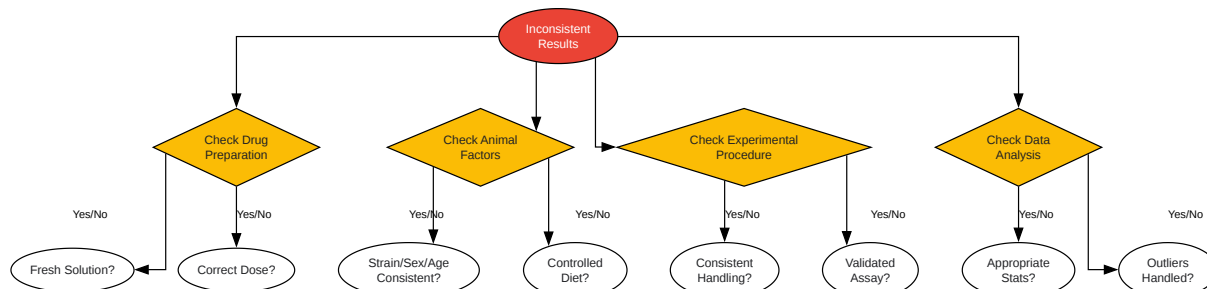 Inconsistent
Results
Check Drug
Preparation
Check Animal
Factors
Check Experimental
Procedure
Check Data
Analysis
Yes/No
Yes/No
Yes/No
Yes/No
Yes/No
Yes/No
Yes/No
Yes/No
Fresh Solution?
Correct Dose?
Strain/Sex/Age
Consistent?
Controlled
Diet?
Consistent
Handling?
Validated
Assay?
Appropriate
Stats?
Outliers
Handled?